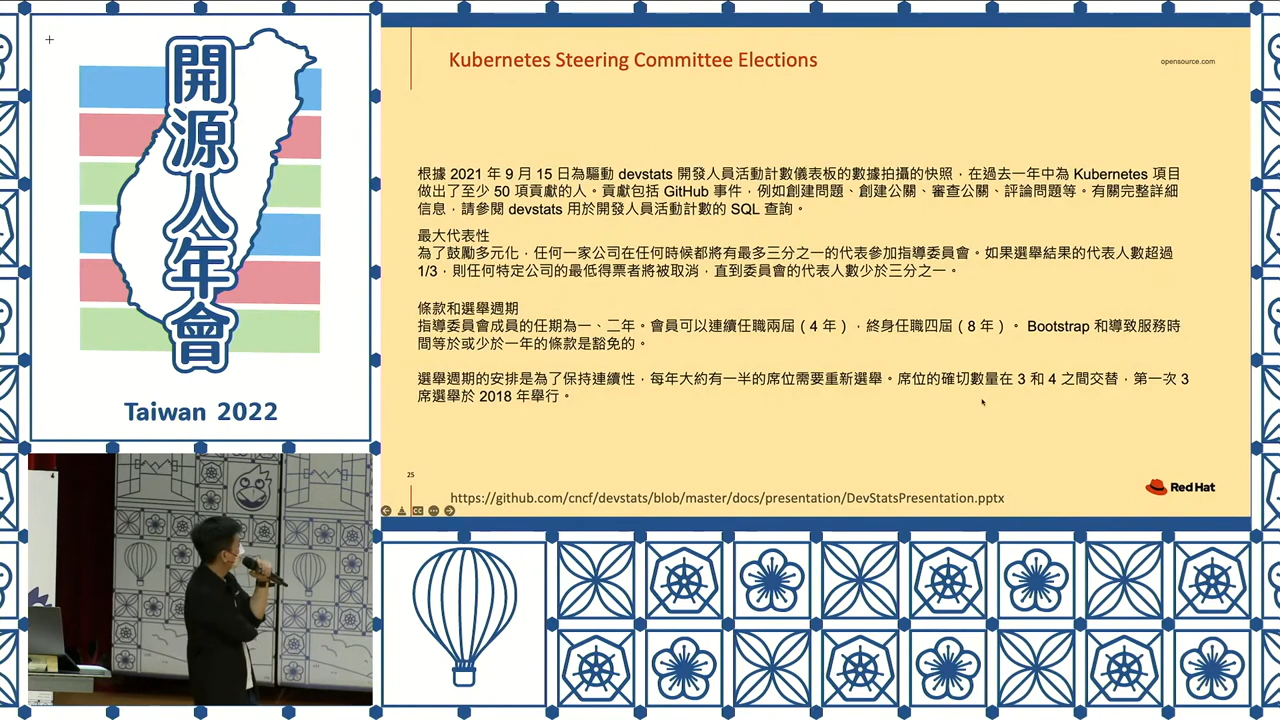 開源人年會
Taiwan 2022
Kubernetes Steering Committee Elections
opensource.com
根據 2021 年 9 月 15 日為驅動 devstats 開發人員活動計數儀表板的數據拍攝的快照，在過去一年中為 Kubernetes 項目
做出了至少 50 項貢獻的人。貢獻包括 GitHub 事件，例如創建問題、創建公關、審查公關、評論問題等。有關完整詳細
信息，請參閱 devstats 用於開發人員活動計數的 SQL 查詢。
最大代表性
為了鼓勵多元化，任何一家公司在任何時候都將有最多三分之一的代表參加指導委員會。如果選舉結果的代表人數超過
1/3，則任何特定公司的最低得票者將被取消，直到委員會的代表人數少於三分之一。
條款和選舉週期
指導委員會成員的任期為一、二年。會員可以連續任職兩屆（4 年），終身任職四屆（8 年）。 Bootstrap 和導致服務時
間等於或少於一年的條款是豁免的。
選舉週期的安排是為了保持連續性，每年大約有一半的席位需要重新選舉。席位的確切數量在 3 和 4 之間交替，第一次 3
席選舉於 2018 年舉行。
25
https://github.com/cncf/devstats/blob/master/docs/presentation/DevStatsPresentation.pptx
Red Hat